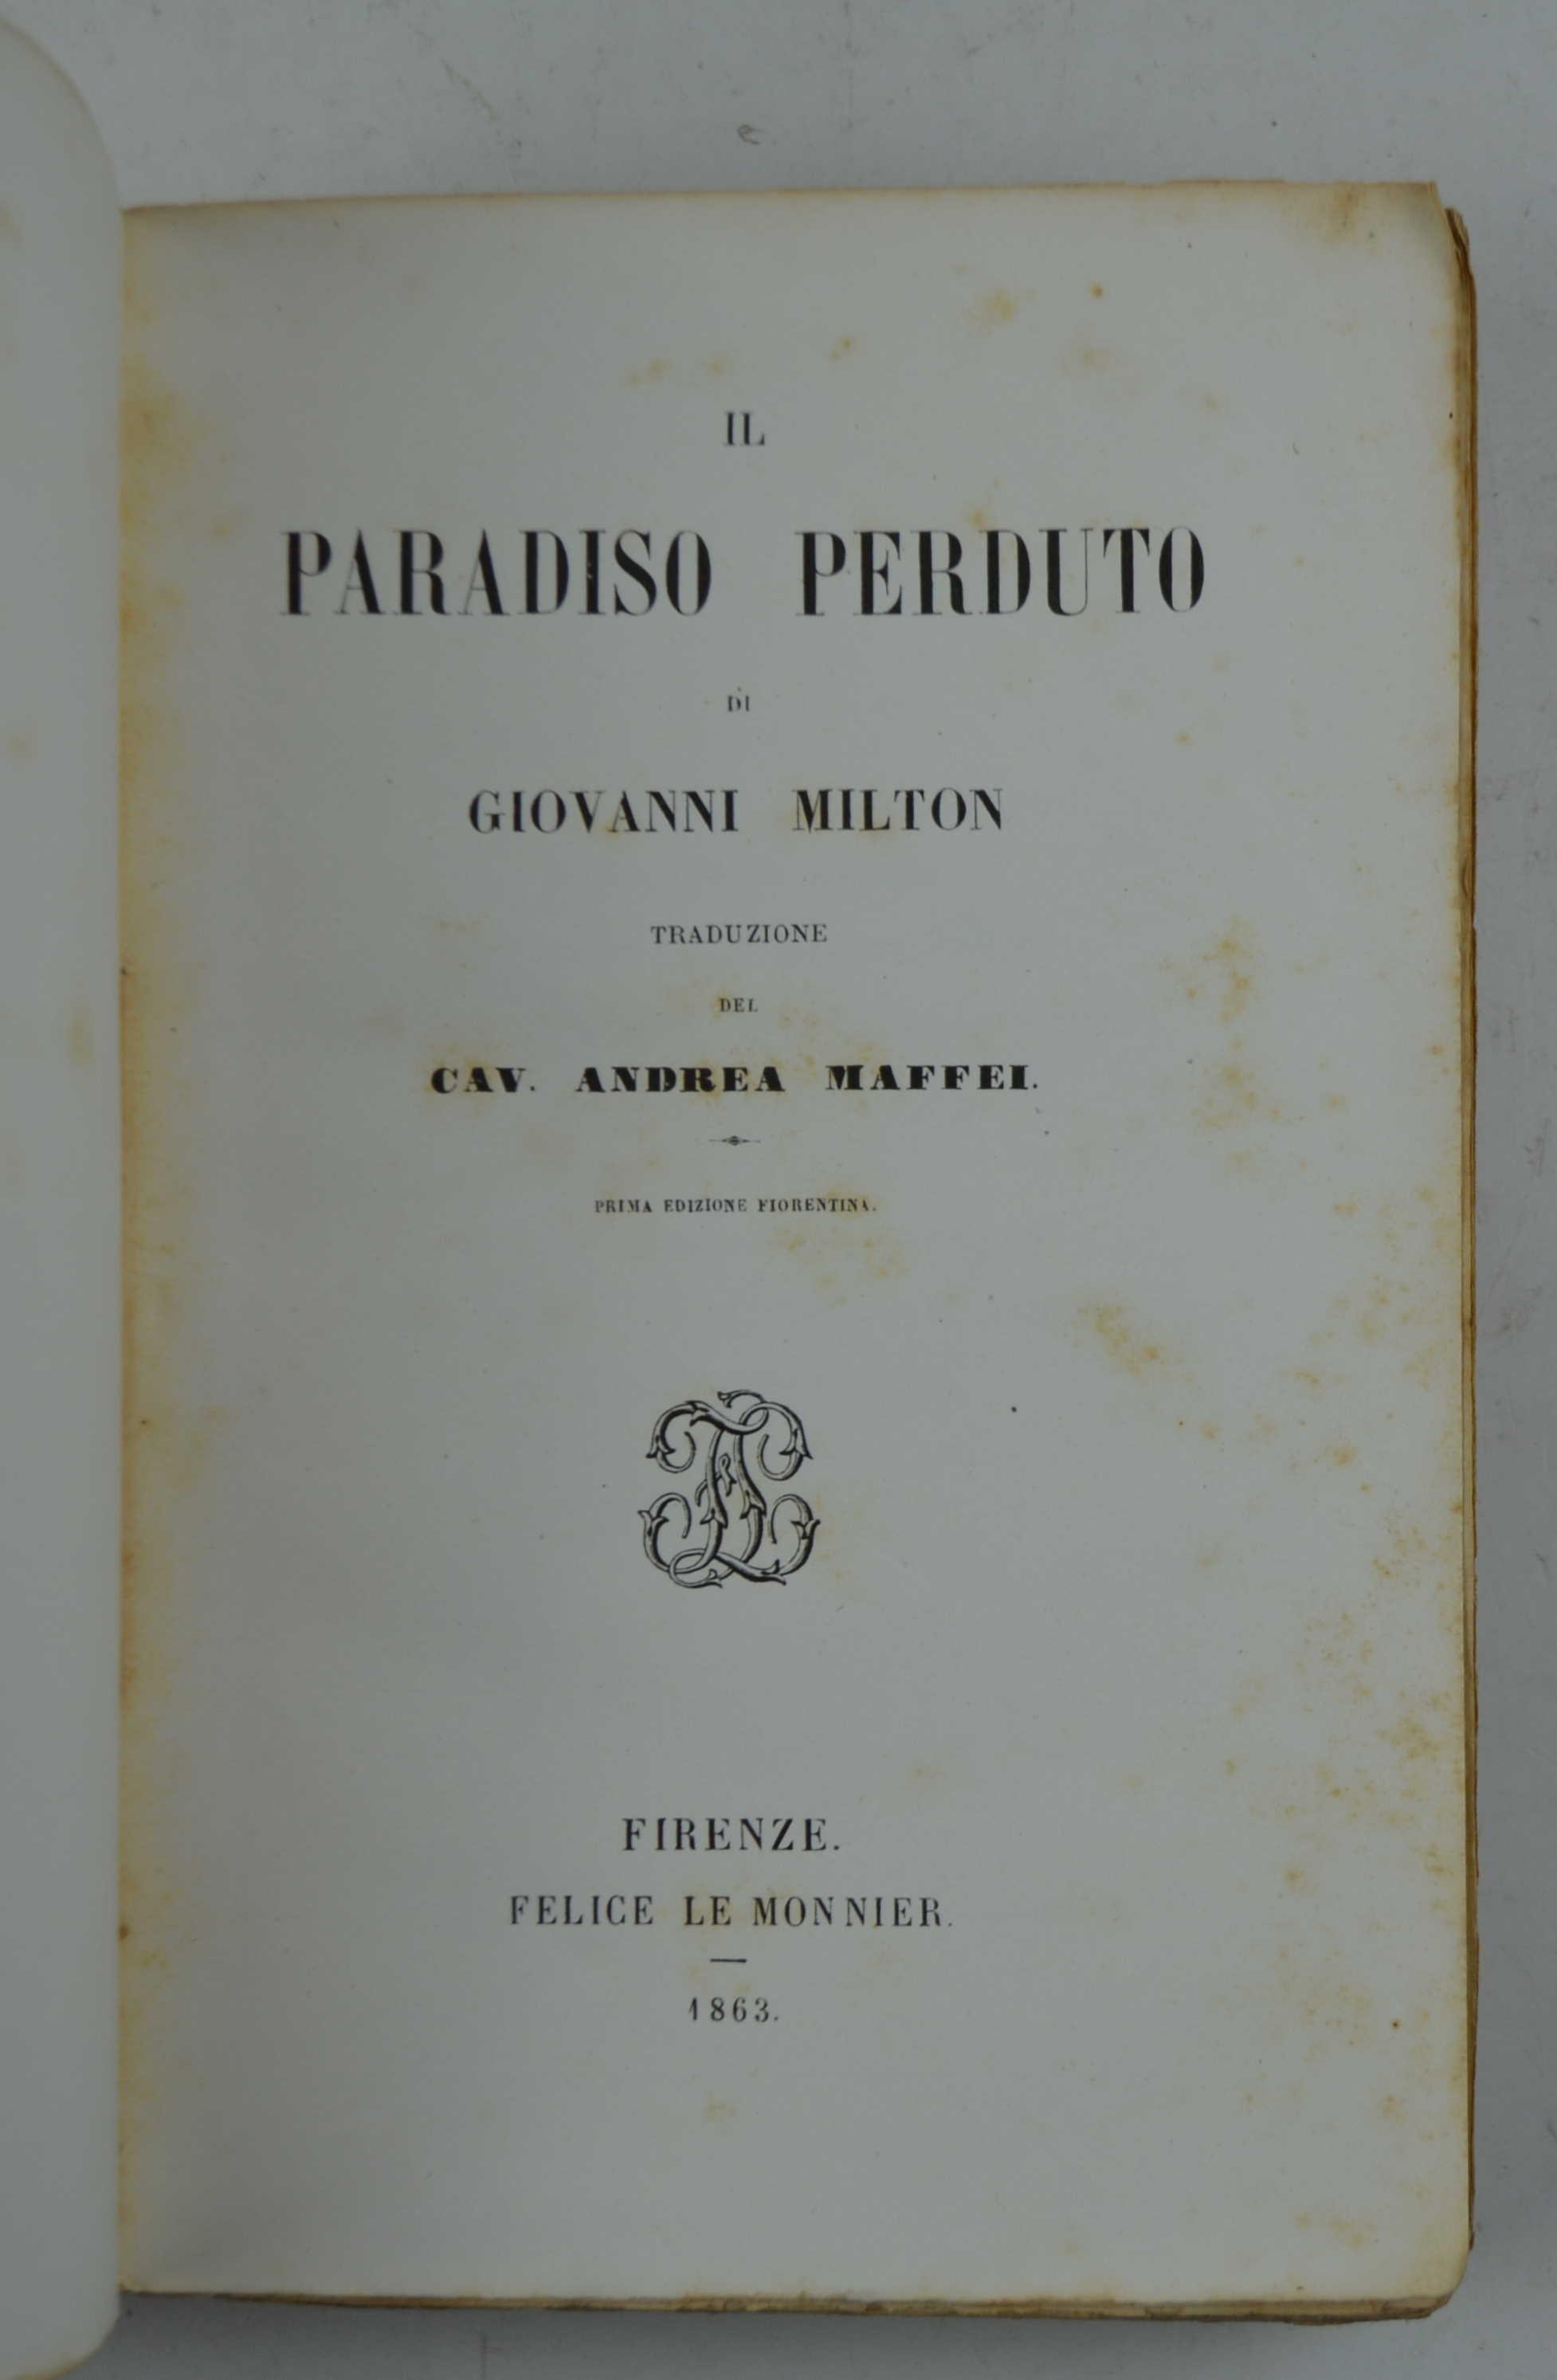 IL
PARADISO PERDUTO
DI
GIOVANNI MILTON
TRADUZIONE
DEL
CAV. ANDREA MAFFEI.
PRIMA EDIZIONE FIORENTINA.
FIRENZE.
FELICE LE MONNIER.
1863.